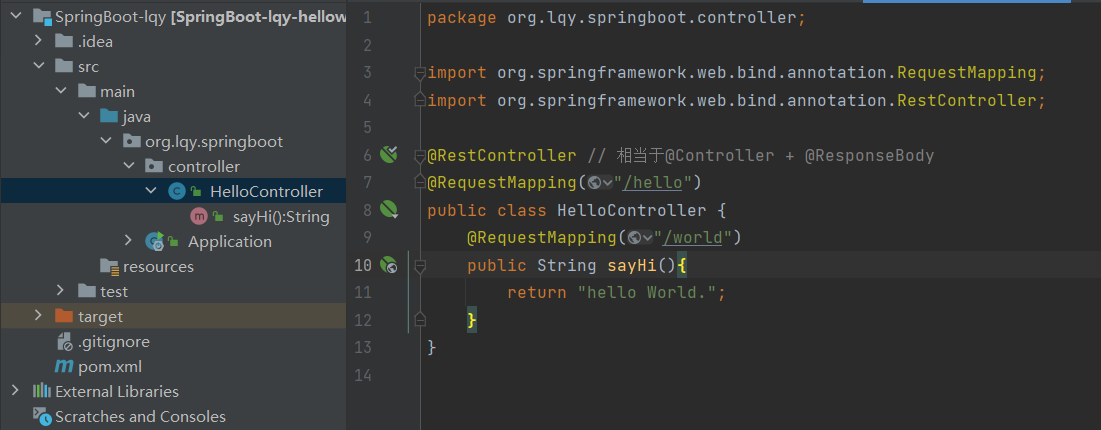 SpringBoot-lqy [SpringBoot-lqy-hellow
.idea
src
main
java
org.lqy.springboot
controller
HelloController
sayHi():String
Application
resources
test
target
.gitignore
pom.xml
External Libraries
Scratches and Consoles
1 package org.lqy.springboot.controller;
2
3 import org.springframework.web.bind.annotation.RequestMapping;
4 import org.springframework.web.bind.annotation.RestController;
5
6 @RestController // 相当于@Controller + @ResponseBody
7 @RequestMapping("/hello")
8 public class HelloController {
9 @RequestMapping("/world")
10 public String sayHi(){
11 return "hello World.";
12 }
13 }
14